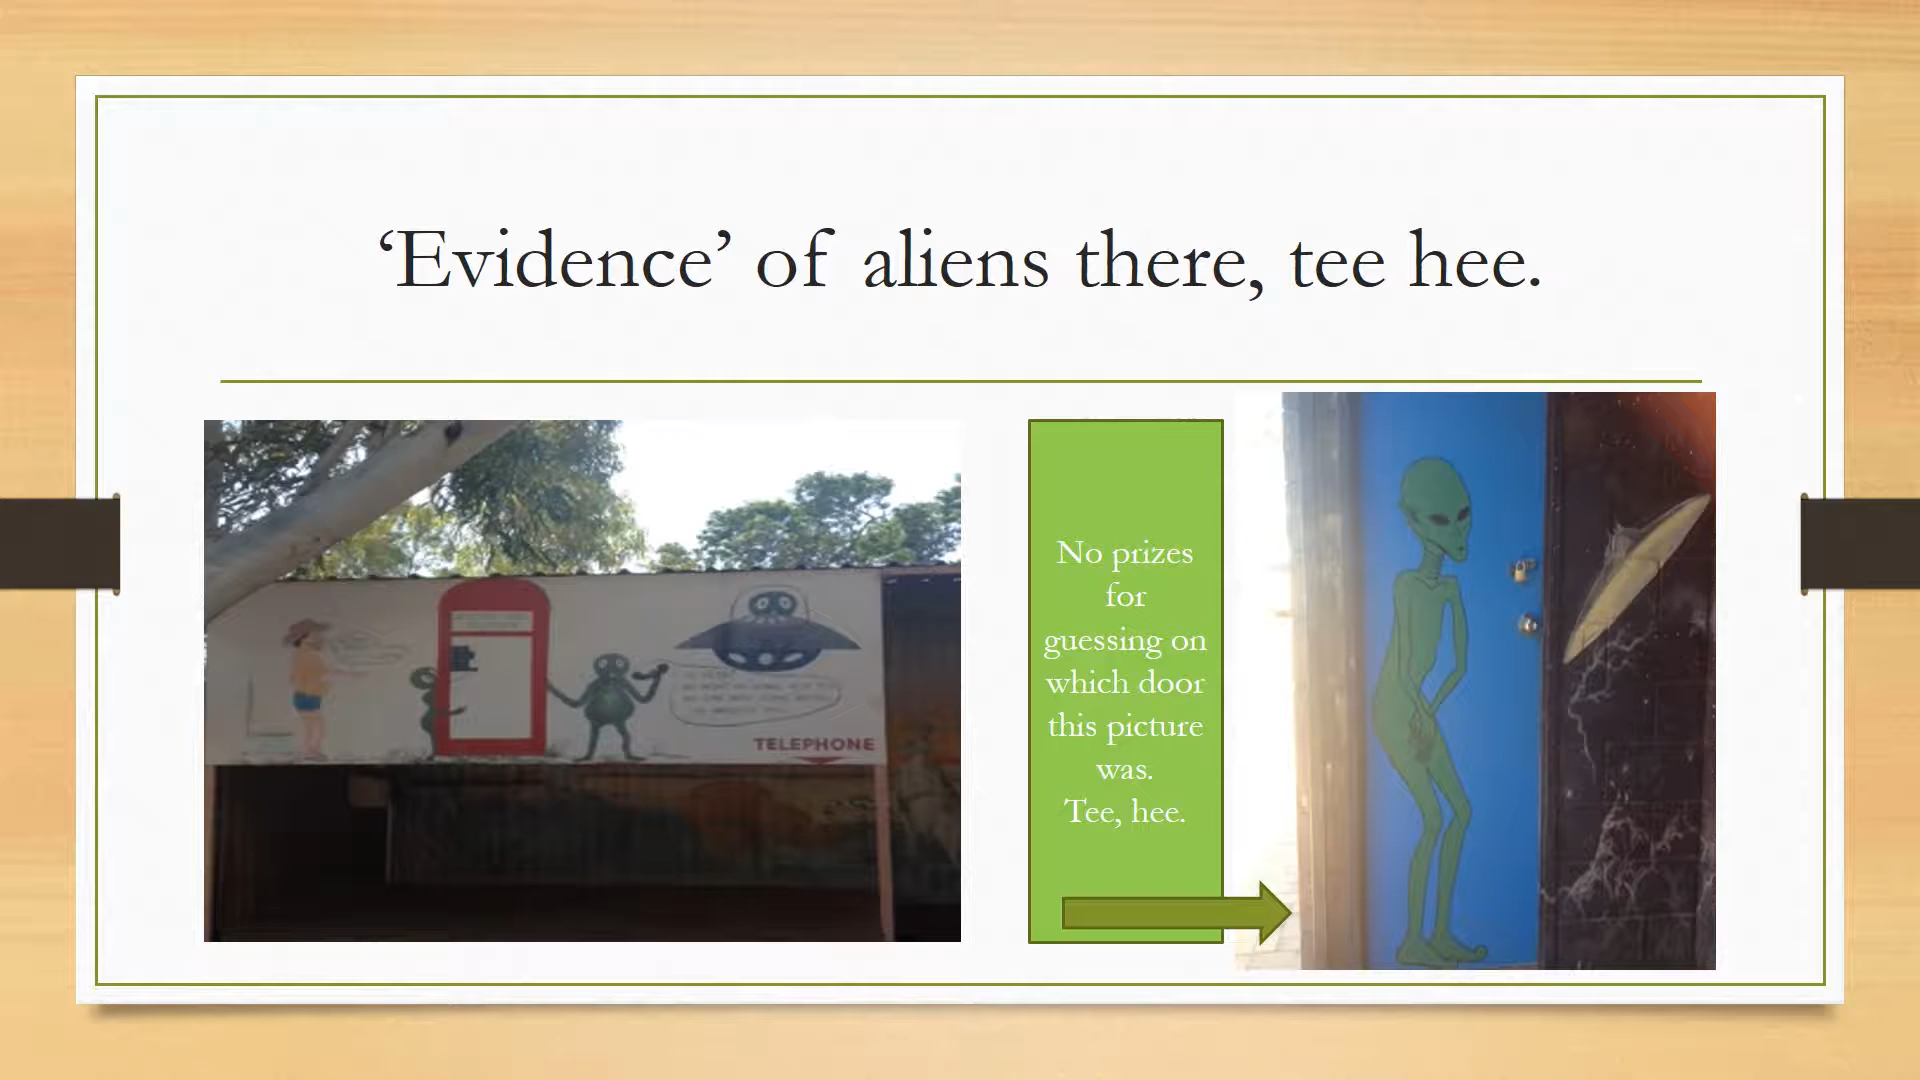 ‘Evidence’ of aliens there, tee hee.
TELEPHONE
No prizes
for
guessing on
which door
this picture
was.
Tee, hee.